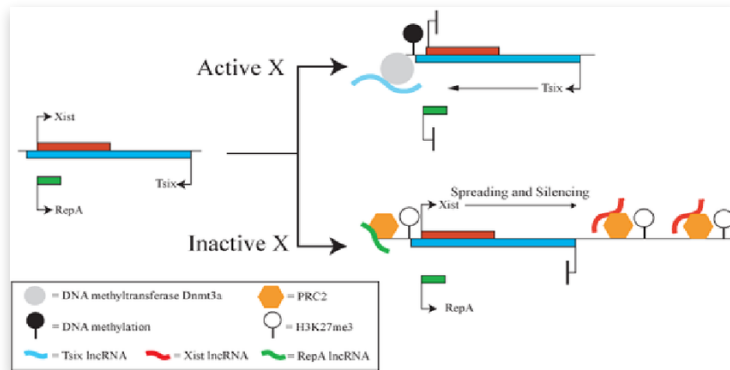 Active X
Tsix
Xist
Tsix
RepA
Spreading and Silencing
Xist
Inactive X
RepA
= DNA methyltransferase Dnmt3a
= PRC2
= DNA methylation
= H3K27me3
= Tsix lncRNA
= Xist lncRNA
= RepA lncRNA